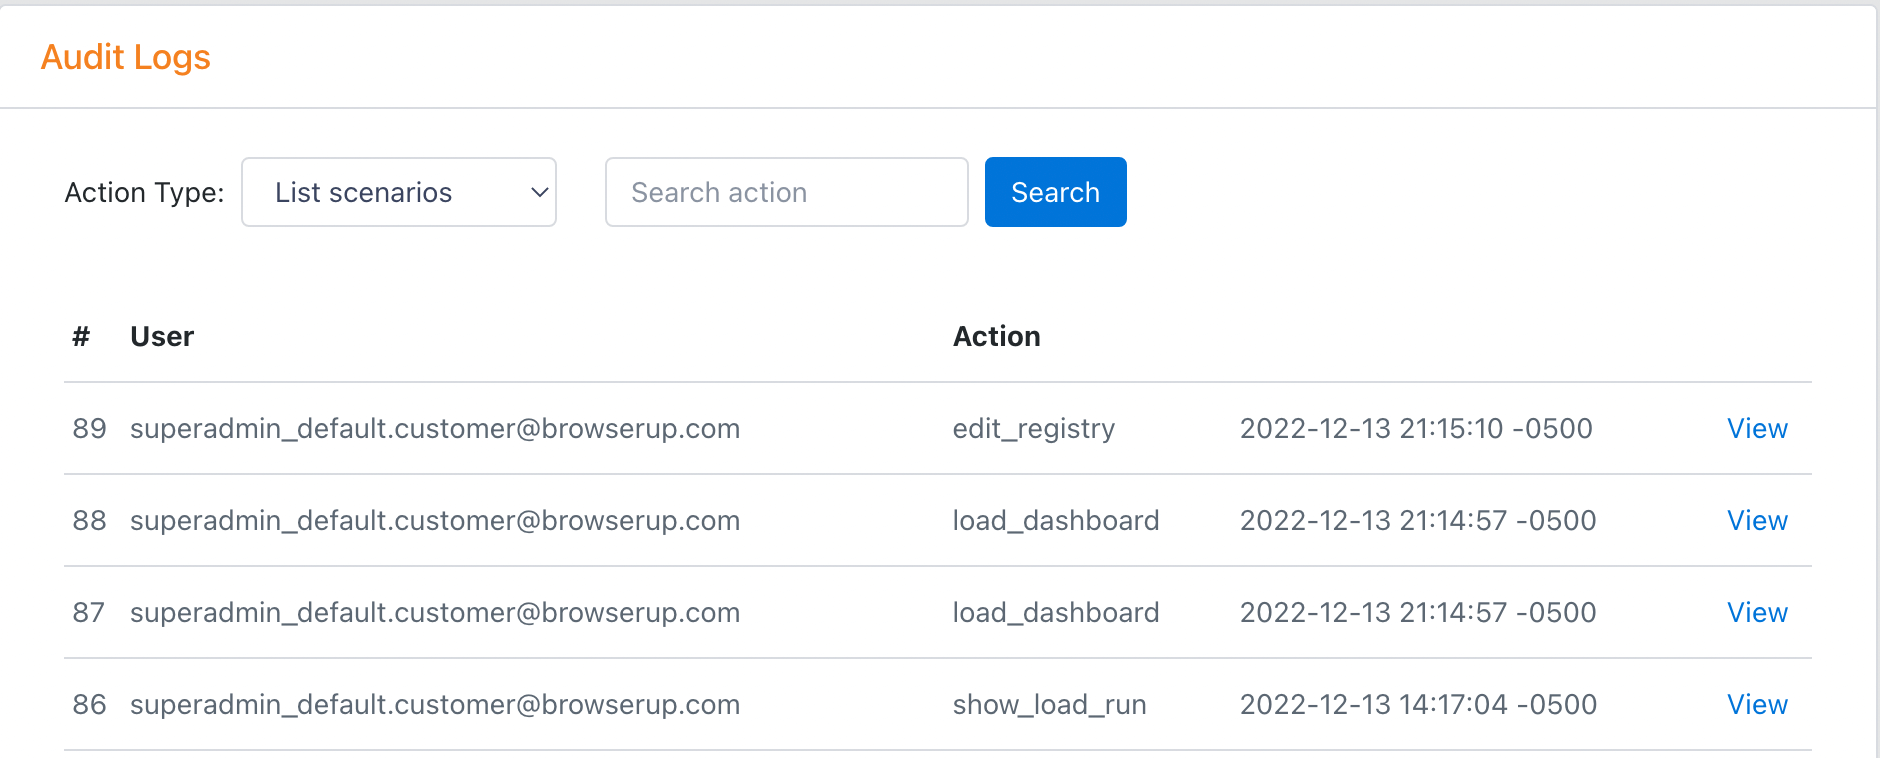 Audit Logs
Action Type: List scenarios Search action Search
# User Action
89 superadmin_default.customer@browserup.com edit_registry 2022-12-13 21:15:10 -0500 View
88 superadmin_default.customer@browserup.com load_dashboard 2022-12-13 21:14:57 -0500 View
87 superadmin_default.customer@browserup.com load_dashboard 2022-12-13 21:14:57 -0500 View
86 superadmin_default.customer@browserup.com show_load_run 2022-12-13 14:17:04 -0500 View